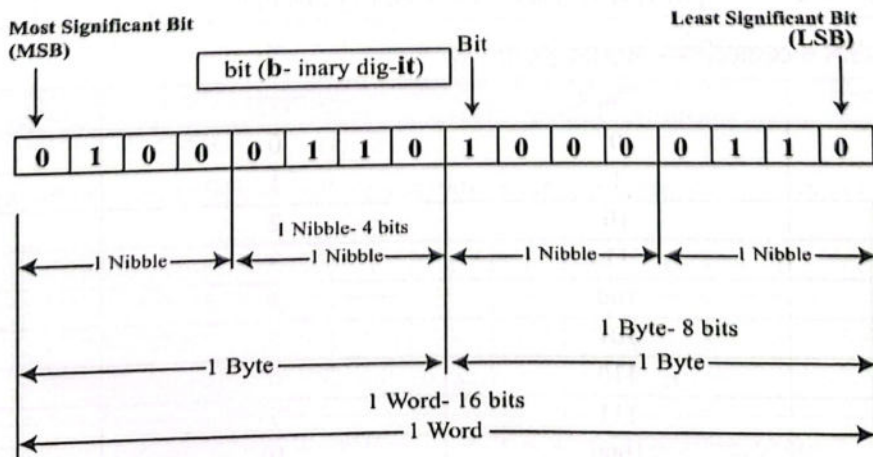 Most Significant Bit
(MSB)
Least Significant Bit
(LSB)
bit (b- inary dig-it)
Bit
0 1 0 0 0 1 1 0 1 0 0 0 0 1 1 0
1 Nibble- 4 bits
1 Nibble 1 Nibble 1 Nibble 1 Nibble
1 Byte- 8 bits
1 Byte 1 Byte
1 Word- 16 bits
1 Word